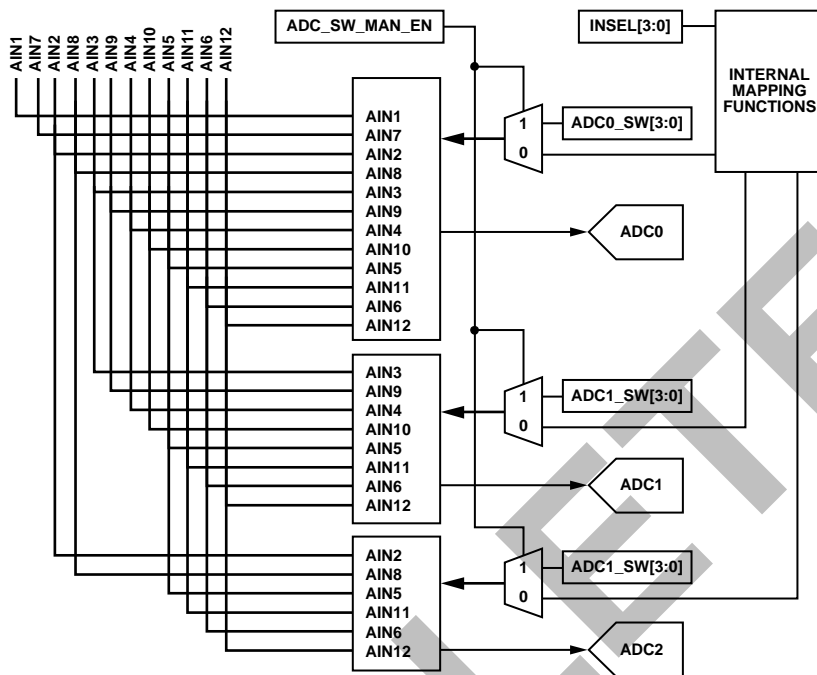 AIN1
AIN7
AIN2
AIN8
AIN3
AIN9
AIN4
AIN10
AIN5
AIN11
AIN6
AIN12
ADC_SW_MAN_EN
INSEL[3:0]
INTERNAL
MAPPING
FUNCTIONS
AIN1
AIN7
AIN2
AIN8
AIN3
AIN9
AIN4
AIN10
AIN5
AIN11
AIN6
AIN12
1
0
ADC0_SW[3:0]
ADC0
AIN3
AIN9
AIN4
AIN10
AIN5
AIN11
AIN6
AIN12
1
0
ADC1_SW[3:0]
ADC1
AIN2
AIN8
AIN5
AIN11
AIN6
AIN12
1
0
ADC1_SW[3:0]
ADC2
LETE